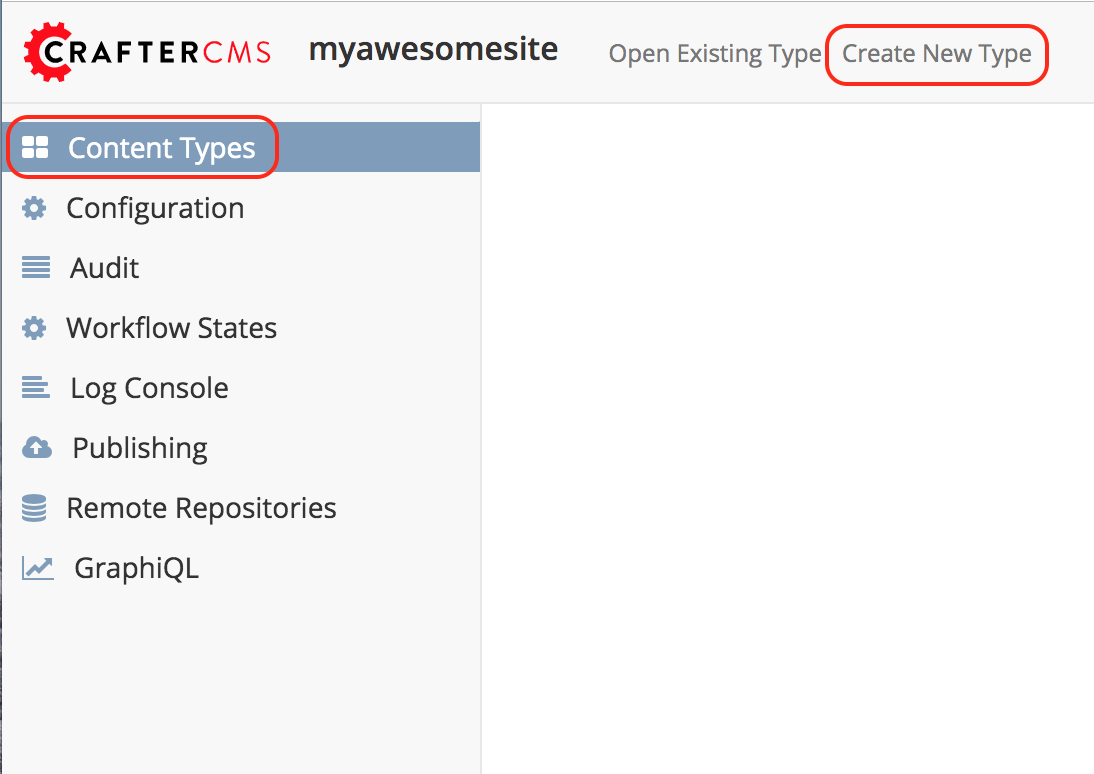 CRAFTERCMS myawesomesite Open Existing Type Create New Type
Content Types
Configuration
Audit
Workflow States
Log Console
Publishing
Remote Repositories
GraphiQL